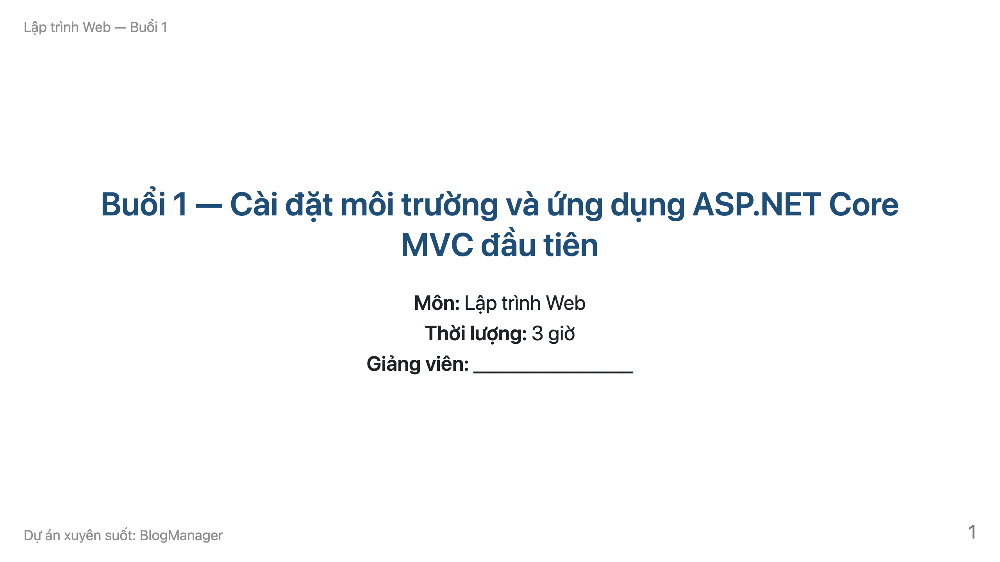 Lập trình Web — Buổi 1
Buổi 1 — Cài đặt môi trường và ứng dụng ASP.NET Core
MVC đầu tiên
Môn: Lập trình Web
Thời lượng: 3 giờ
Giảng viên: _______________
Dự án xuyên suốt: BlogManager
1